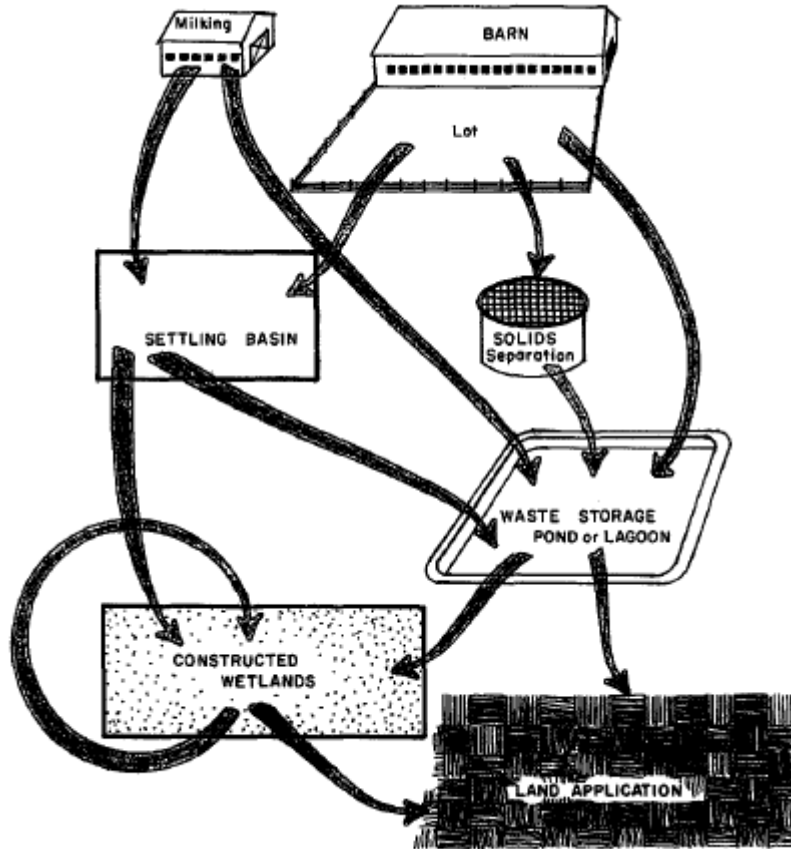 Milking
BARN
Lot
SETTLING BASIN
SOLIDS
Separation
WASTE STORAGE
POND or LAGOON
CONSTRUCTED
WETLANDS
LAND APPLICATION